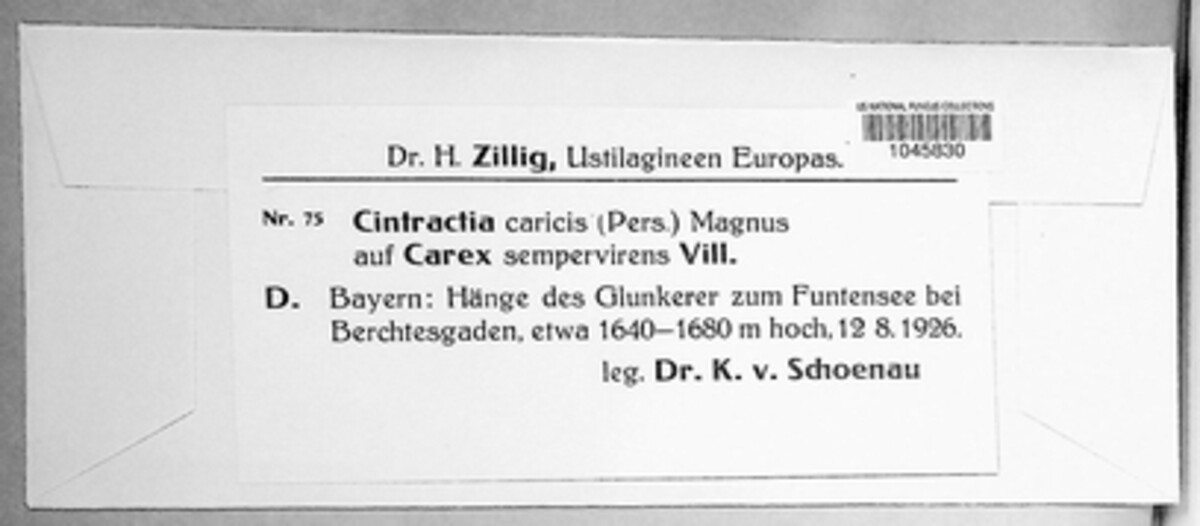 US NATIONAL FUNGUS COLLECTIONS
1045830
Dr. H. Zillig, Ustilagineen Europas.
Nr. 75 Cintractia caricis (Pers.) Magnus
auf Carex sempervirens Vill.
D. Bayern: Hänge des Glunkerer zum Funtensee bei
Berchtesgaden, etwa 1640—1680 m hoch, 12 8. 1926.
leg. Dr. K. v. Schoenau